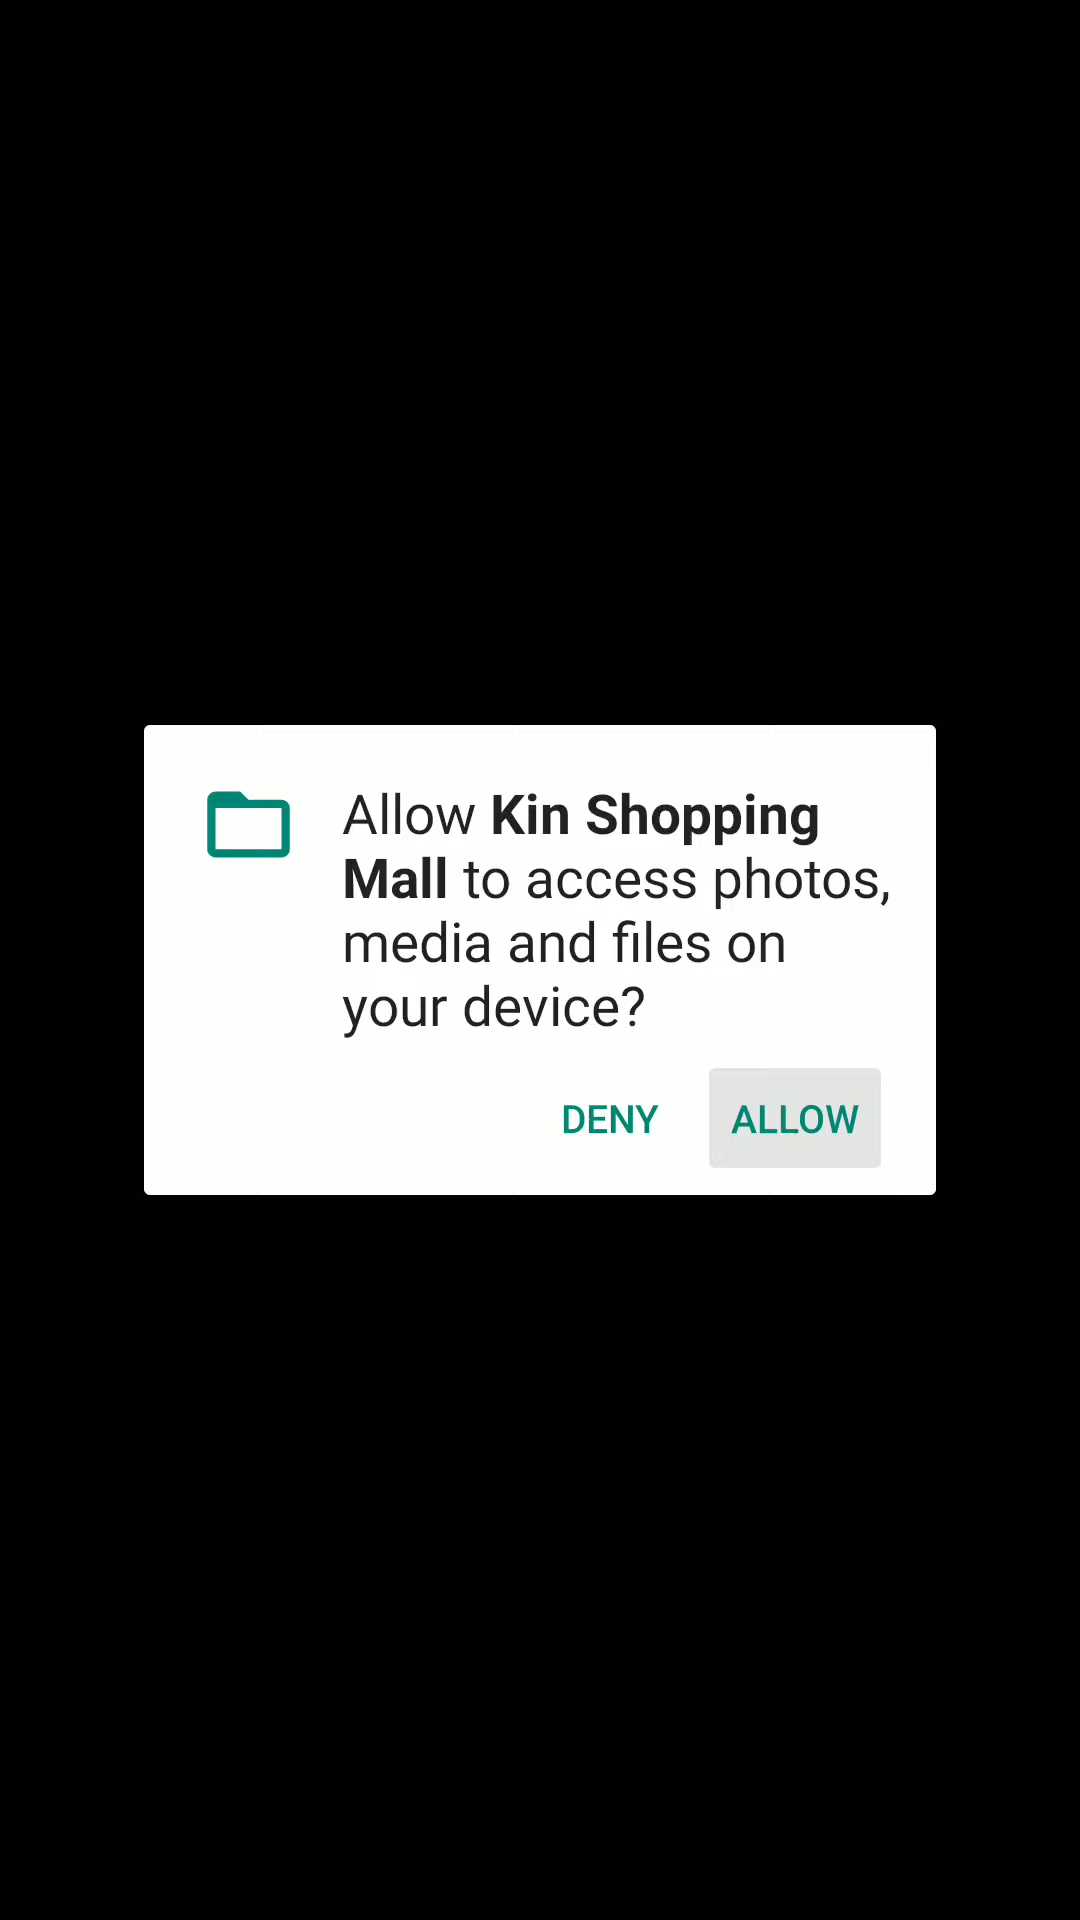 Allow Kin Shopping
Mall to access photos,
media and files on
your device?
DENY ALLOW